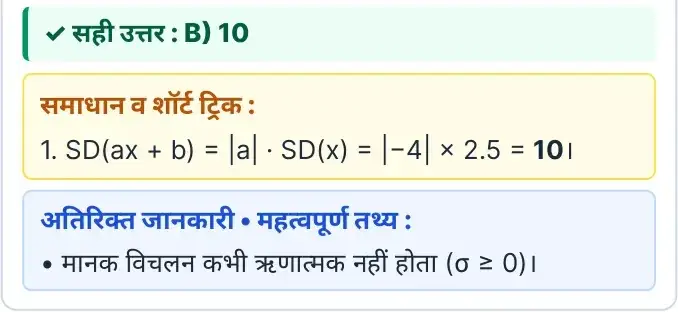 ✓ सही उत्तर : B) 10
समाधान व शॉर्ट ट्रिक :
1. SD(ax + b) = |a| · SD(x) = |−4| × 2.5 = 10।
अतिरिक्त जानकारी • महत्वपूर्ण तथ्य :
• मानक विचलन कभी ऋणात्मक नहीं होता (σ ≥ 0)।